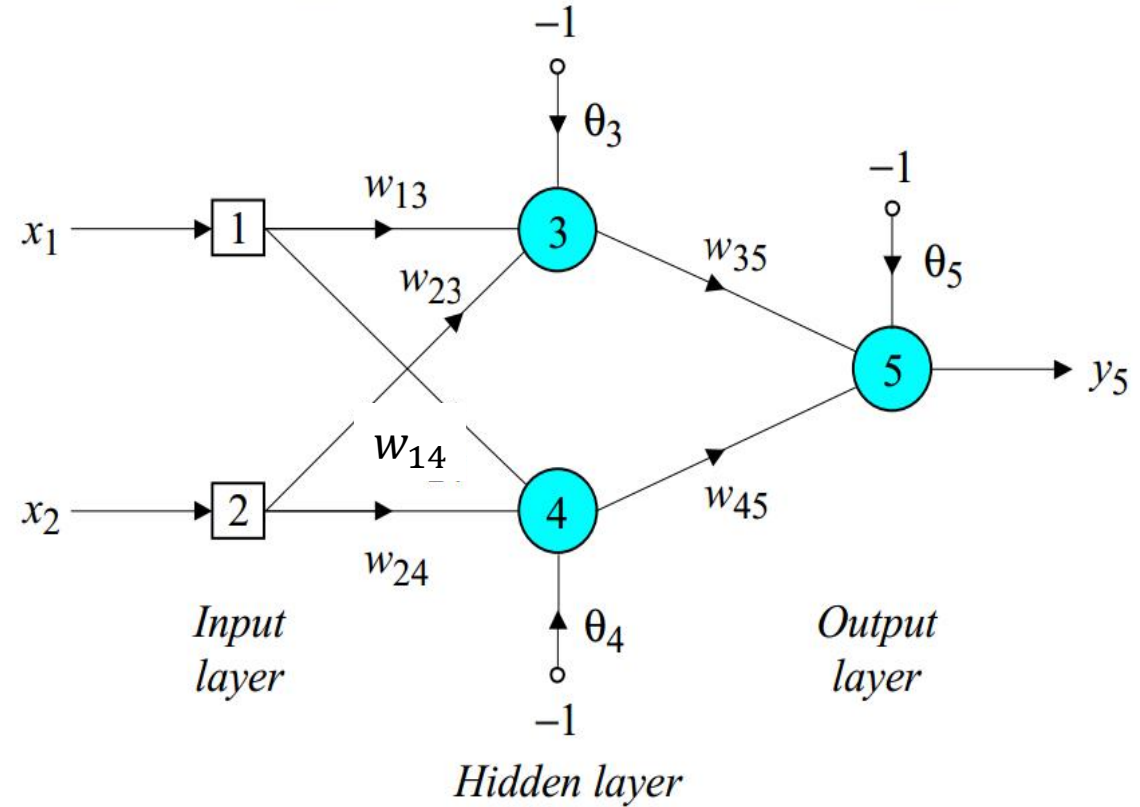 −1
θ3
−1
x1
1
w13
3
w35
θ5
w23
5
y5
w14
x2
2
4
w45
w24
Input
layer
θ4
Output
layer
−1
Hidden layer